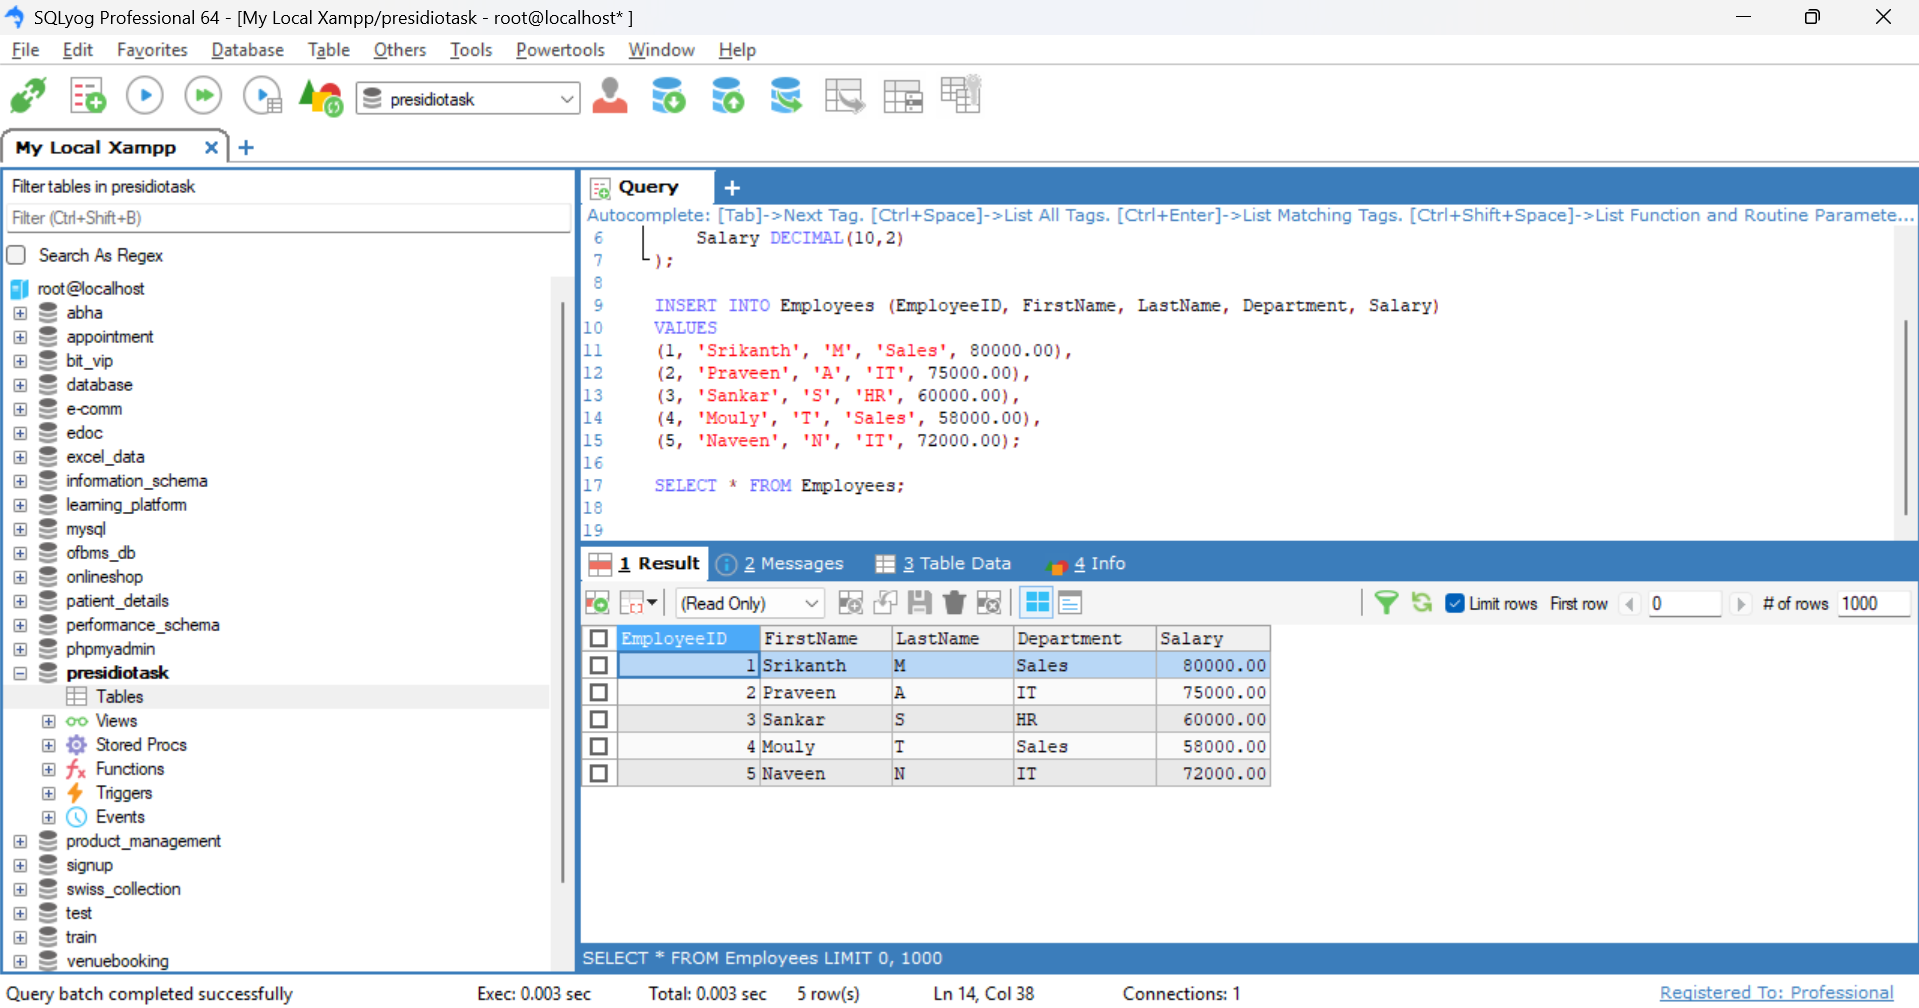 SQLyog Professional 64 - [My Local Xampp/presidiotask - root@localhost* ]
File Edit Favorites Database Table Others Tools Powertools Window Help
presidiotask
My Local Xampp
Filter tables in presidiotask
Filter (Ctrl+Shift+B)
Search As Regex
root@localhost
abha
appointment
bit_vip
database
e-comm
edoc
excel_data
information_schema
learning_platform
mysql
ofbms_db
onlineshop
patient_details
performance_schema
phpmyadmin
presidiotask
Tables
Views
Stored Procs
Functions
Triggers
Events
product_management
signup
swiss_collection
test
train
venuebooking
Query
Autocomplete: [Tab]->Next Tag. [Ctrl+Space]->List All Tags. [Ctrl+Enter]->List Matching Tags. [Ctrl+Shift+Space]->List Function and Routine Paramete...
6 Salary DECIMAL(10,2)
7 );
8
9 INSERT INTO Employees (EmployeeID, FirstName, LastName, Department, Salary)
10 VALUES
11 (1, 'Srikanth', 'M', 'Sales', 80000.00),
12 (2, 'Praveen', 'A', 'IT', 75000.00),
13 (3, 'Sankar', 'S', 'HR', 60000.00),
14 (4, 'Mouly', 'T', 'Sales', 58000.00),
15 (5, 'Naveen', 'N', 'IT', 72000.00);
16
17 SELECT * FROM Employees;
18
19
1 Result 2 Messages 3 Table Data 4 Info
(Read Only) Limit rows First row 0 # of rows 1000
EmployeeID FirstName LastName Department Salary
1 Srikanth M Sales 80000.00
2 Praveen A IT 75000.00
3 Sankar S HR 60000.00
4 Mouly T Sales 58000.00
5 Naveen N IT 72000.00
SELECT * FROM Employees LIMIT 0, 1000
Query batch completed successfully Exec: 0.003 sec Total: 0.003 sec 5 row(s) Ln 14, Col 38 Connections: 1 Registered To: Professional